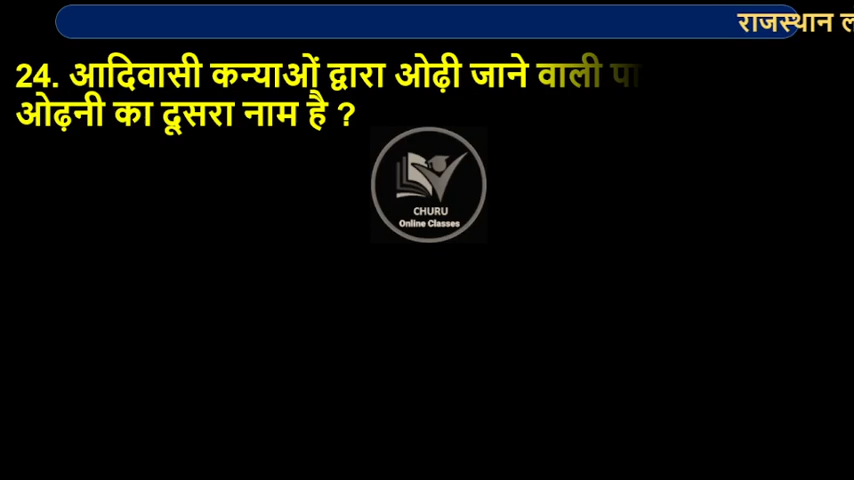 राजस्थान
24. आदिवासी कन्याओं द्वारा ओढ़ी जाने वाली
ओढ़नी का दूसरा नाम है ?
CHURU
Online Classes